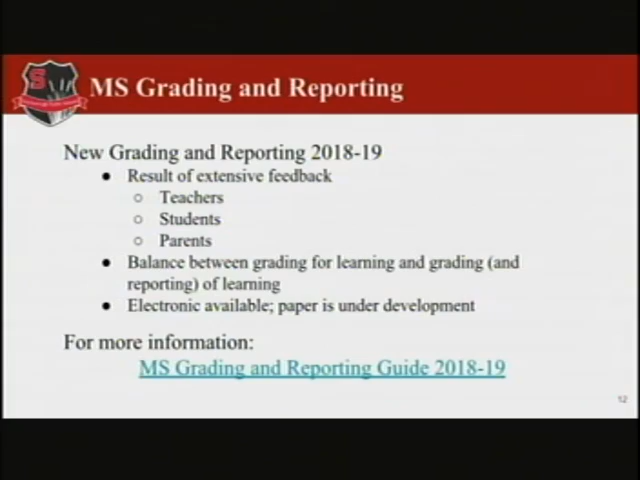 S
MS Grading and Reporting
New Grading and Reporting 2018-19
● Result of extensive feedback
○ Teachers
○ Students
○ Parents
● Balance between grading for learning and grading (and
reporting) of learning
● Electronic available; paper is under development
For more information:
MS Grading and Reporting Guide 2018-19
12